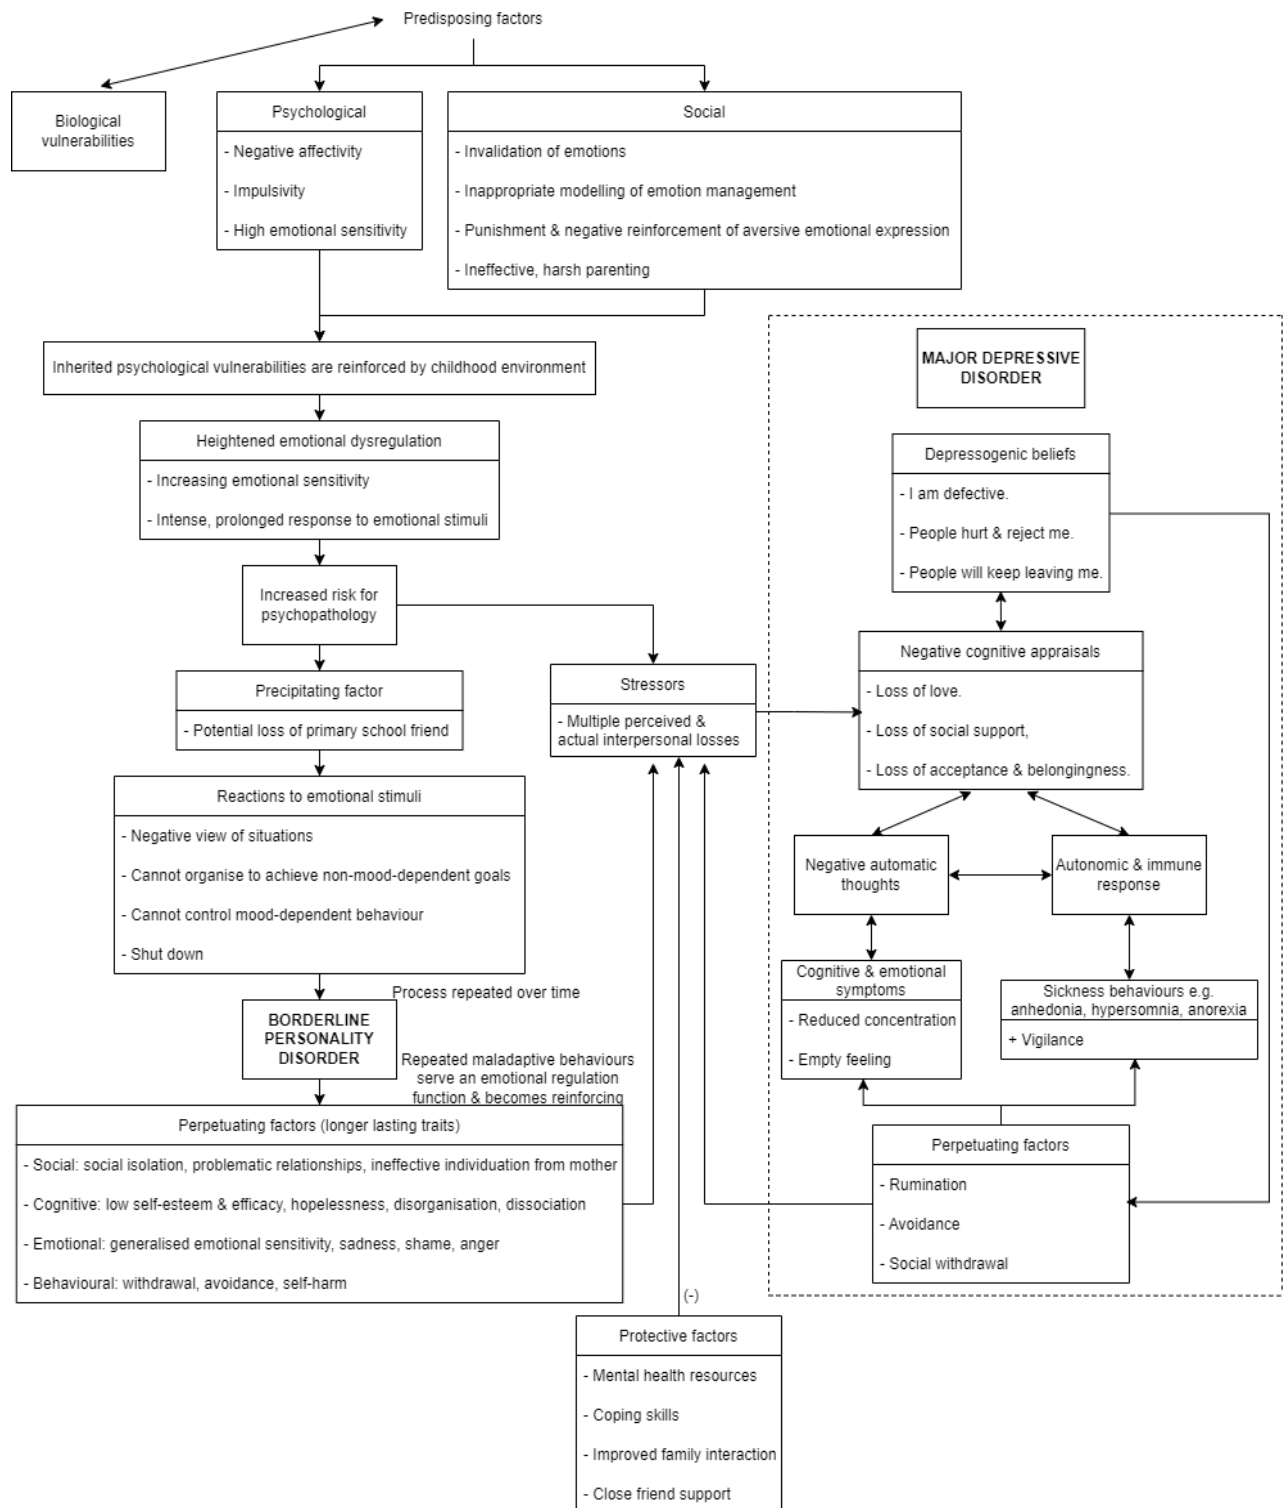 Predisposing factors
Biological
vulnerabilities
Psychological
- Negative affectivity
- Impulsivity
- High emotional sensitivity
Social
- Invalidation of emotions
- Inappropriate modelling of emotion management
- Punishment & negative reinforcement of aversive emotional expression
- Ineffective, harsh parenting
Inherited psychological vulnerabilities are reinforced by childhood environment
Heightened emotional dysregulation
- Increasing emotional sensitivity
- Intense, prolonged response to emotional stimuli
Increased risk for
psychopathology
Precipitating factor
- Potential loss of primary school friend
Reactions to emotional stimuli
- Negative view of situations
- Cannot organise to achieve non-mood-dependent goals
- Cannot control mood-dependent behaviour
- Shut down
Process repeated over time
BORDERLINE
PERSONALITY
DISORDER
Repeated maladaptive behaviours
serve an emotional regulation
function & becomes reinforcing
Perpetuating factors (longer lasting traits)
- Social: social isolation, problematic relationships, ineffective individuation from mother
- Cognitive: low self-esteem & efficacy, hopelessness, disorganisation, dissociation
- Emotional: generalised emotional sensitivity, sadness, shame, anger
- Behavioural: withdrawal, avoidance, self-harm
Stressors
- Multiple perceived &
actual interpersonal losses
(-)
Protective factors
- Mental health resources
- Coping skills
- Improved family interaction
- Close friend support
MAJOR DEPRESSIVE
DISORDER
Depressogenic beliefs
- I am defective.
- People hurt & reject me.
- People will keep leaving me.
Negative cognitive appraisals
- Loss of love.
- Loss of social support,
- Loss of acceptance & belongingness.
Negative automatic
thoughts
Autonomic & immune
response
Cognitive & emotional
symptoms
- Reduced concentration
- Empty feeling
Sickness behaviours e.g.
anhedonia, hypersomnia, anorexia
+ Vigilance
Perpetuating factors
- Rumination
- Avoidance
- Social withdrawal